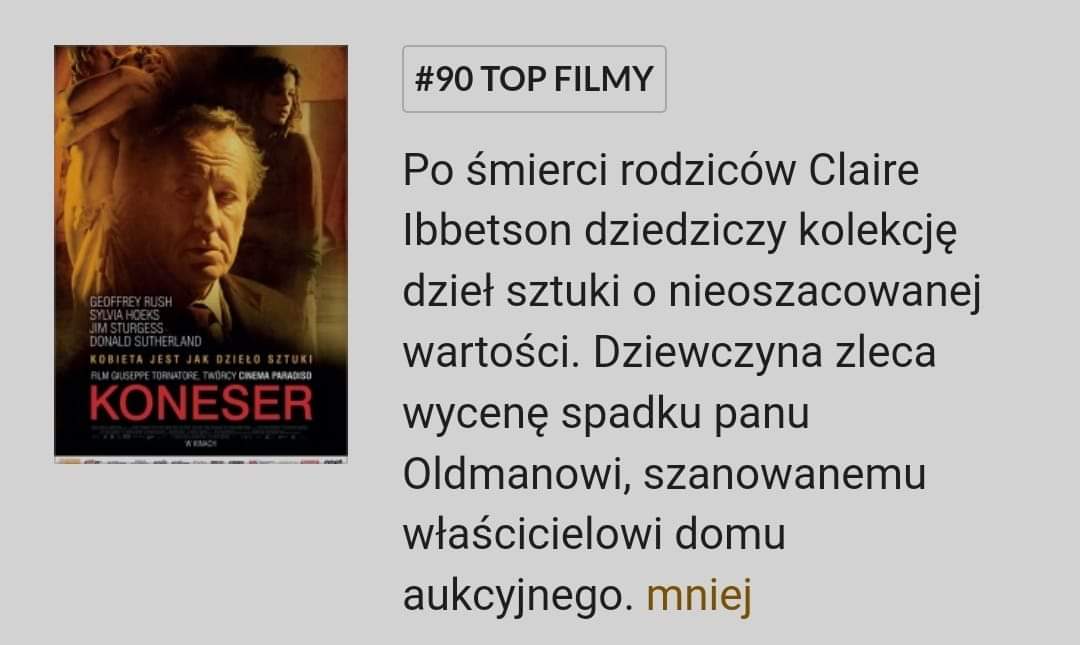 GEOFFREY RUSH
SYLVIA HOEKS
JIM STURGESS
DONALD SUTHERLAND
KOBIETA JEST JAK DZIEŁO SZTUKI
FILM GIUSEPPE TORNATORE, TWÓRCY CINEMA PARADISO
KONESER
W KINACH
#90 TOP FILMY
Po śmierci rodziców Claire
Ibbetson dziedziczy kolekcję
dzieł sztuki o nieoszacowanej
wartości. Dziewczyna zleca
wycenę spadku panu
Oldmanowi, szanowanemu
właścicielowi domu
aukcyjnego. mniej